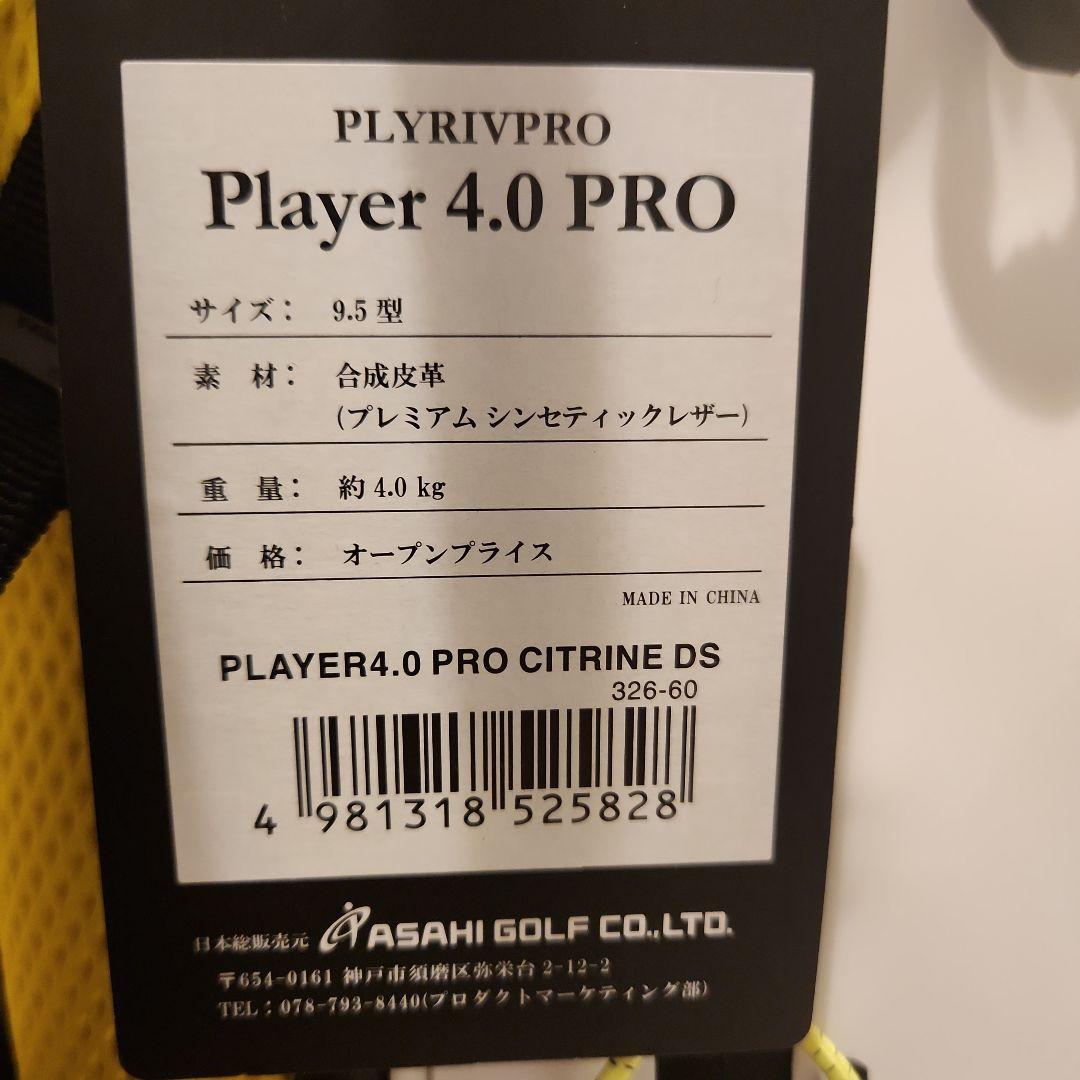 PLYRIVPRO
Player 4.0 PRO
サイズ： 9.5 型
素 材： 合成皮革
(プレミアム シンセティックレザー)
重 量： 約 4.0 kg
価 格： オープンプライス
MADE IN CHINA
PLAYER4.0 PRO CITRINE DS
326-60
4 981318 525828
日本総販売元 ASAHI GOLF CO.,LTD.
〒654-0161 神戸市須磨区弥栄台 2-12-2
TEL：078-793-8440(プロダクトマーケティング部)